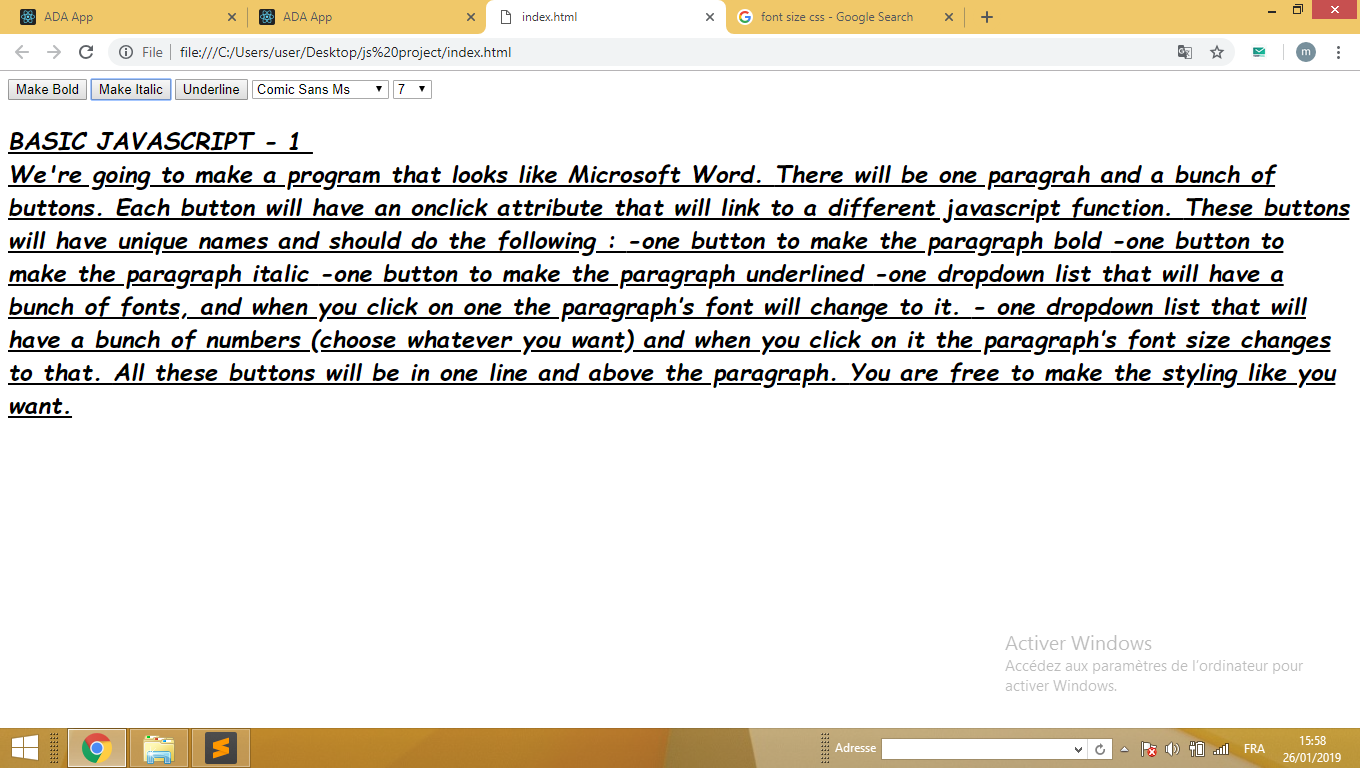 ADA App
ADA App
index.html
font size css - Google Search
File
file:///C:/Users/user/Desktop/js%20project/index.html
m
Make Bold
Make Italic
Underline
Comic Sans Ms
7
BASIC JAVASCRIPT - 1
We're going to make a program that looks like Microsoft Word. There will be one paragrah and a bunch of
buttons. Each button will have an onclick attribute that will link to a different javascript function. These buttons
will have unique names and should do the following : -one button to make the paragraph bold -one button to
make the paragraph italic -one button to make the paragraph underlined -one dropdown list that will have a
bunch of fonts, and when you click on one the paragraph's font will change to it. - one dropdown list that will
have a bunch of numbers (choose whatever you want) and when you click on it the paragraph's font size changes
to that. All these buttons will be in one line and above the paragraph. You are free to make the styling like you
want.
Activer Windows
Accédez aux paramètres de l'ordinateur pour
activer Windows.
Adresse
FRA
15:58
26/01/2019